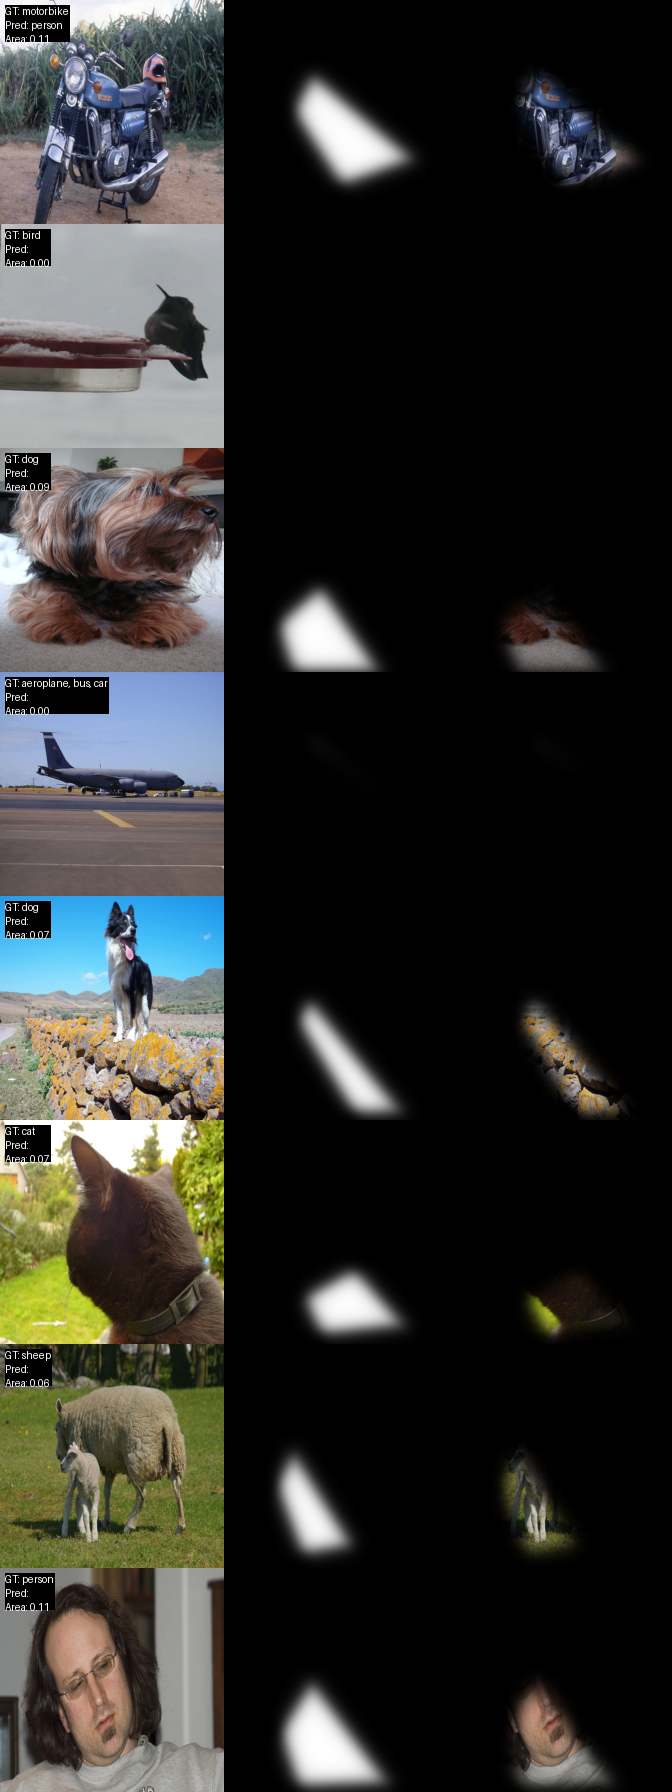 GT: motorbike
Pred: person
Area: 0.11
GT: bird
Pred:
Area: 0.00
GT: dog
Pred:
Area: 0.09
GT: aeroplane, bus, car
Pred:
Area: 0.00
GT: dog
Pred:
Area: 0.07
GT: cat
Pred:
Area: 0.07
GT: sheep
Pred:
Area: 0.06
GT: person
Pred:
Area: 0.11